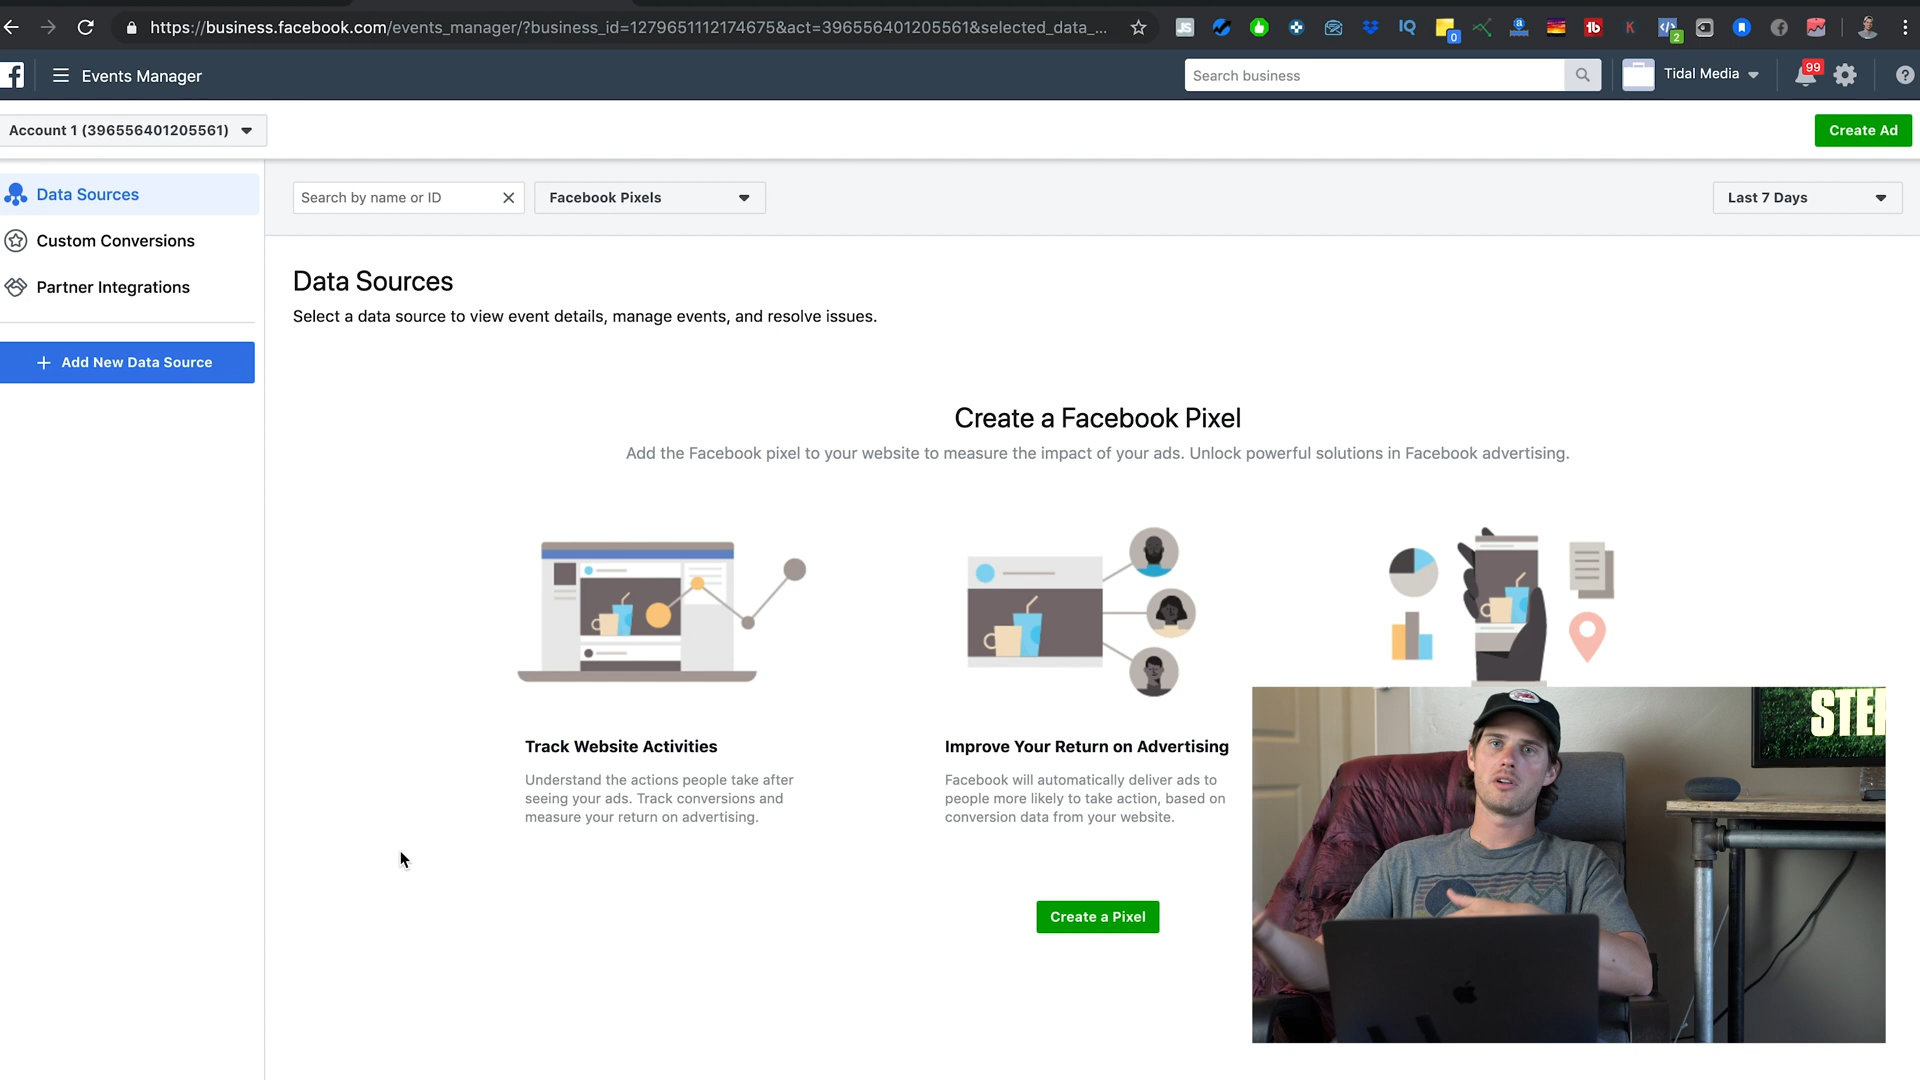 https://business.facebook.com/events_manager/?business_id=1279651112174675&act=396556401205561&selected_data_...
Events Manager
Search business
Tidal Media
99
Account 1 (396556401205561)
Create Ad
Data Sources
Search by name or ID
Facebook Pixels
Last 7 Days
Custom Conversions
Partner Integrations
Data Sources
Select a data source to view event details, manage events, and resolve issues.
+ Add New Data Source
Create a Facebook Pixel
Add the Facebook pixel to your website to measure the impact of your ads. Unlock powerful solutions in Facebook advertising.
Track Website Activities
Understand the actions people take after
seeing your ads. Track conversions and
measure your return on advertising.
Improve Your Return on Advertising
Facebook will automatically deliver ads to
people more likely to take action, based on
conversion data from your website.
Create a Pixel
STE